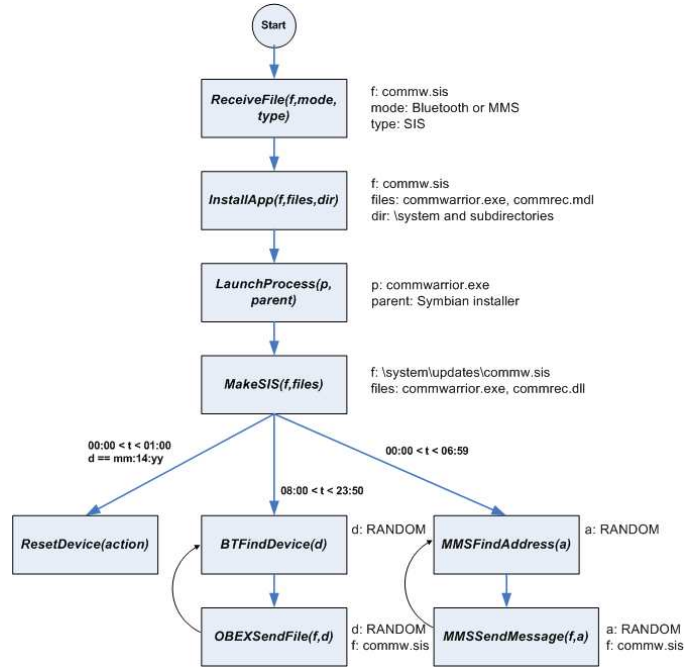 Start
ReceiveFile(f,mode,
type)
f: commw.sis
mode: Bluetooth or MMS
type: SIS
InstallApp(f,files,dir)
f: commw.sis
files: commwarrior.exe, commrec.mdl
dir: \system and subdirectories
LaunchProcess(p,
parent)
p: commwarrior.exe
parent: Symbian installer
MakeSIS(f,files)
f: \system\updates\commw.sis
files: commwarrior.exe, commrec.dll
00:00 < t < 01:00
d == mm:14:yy
08:00 < t < 23:50
00:00 < t < 06:59
ResetDevice(action)
BTFindDevice(d)
d: RANDOM
MMSFindAddress(a)
a: RANDOM
OBEXSendFile(f,d)
d: RANDOM
f: commw.sis
MMSSendMessage(f,a)
a: RANDOM
f: commw.sis